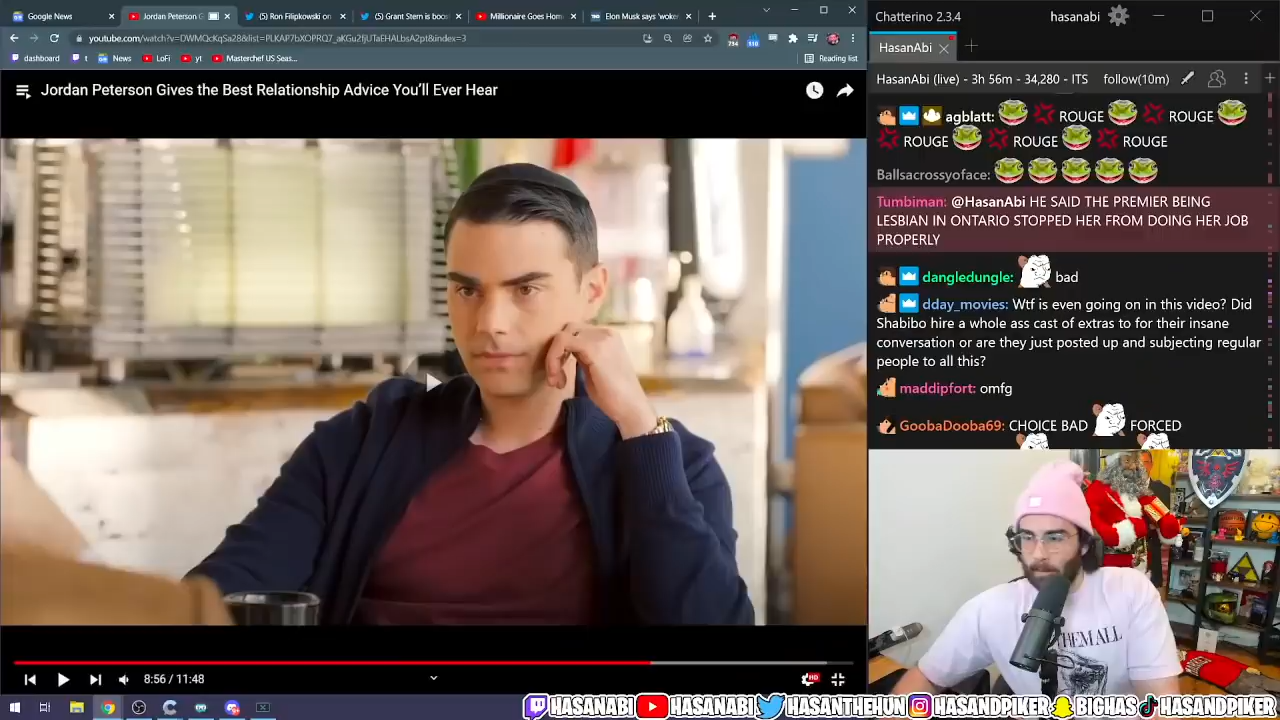 Google News
Jordan Peterson G
(5) Ron Filipkowski on
(5) Grant Stern is boos
Millionaire Goes Hom
Elon Musk says 'woke
youtube.com/watch?v=DWMQcKqSa28&list=PLKAP7bXOPRQ7_aKGu2fjUTaEHALbsA2pt&index=3
dashboard
t
News
LoFi
yt
Masterchef US Seas...
Reading list
Jordan Peterson Gives the Best Relationship Advice You'll Ever Hear
8:56 / 11:48
HD
Chatterino 2.3.4
hasanabi
HasanAbi
HasanAbi (live) - 3h 56m - 34,280 - ITS
follow(10m)
agblatt: ROUGE ROUGE
ROUGE ROUGE ROUGE
Ballsacrossyoface:
Tumbiman: @HasanAbi HE SAID THE PREMIER BEING
LESBIAN IN ONTARIO STOPPED HER FROM DOING HER JOB
PROPERLY
dangledungle: bad
dday_movies: Wtf is even going on in this video? Did
Shabibo hire a whole ass cast of extras to for their insane
conversation or are they just posted up and subjecting regular
people to all this?
maddipfort: omfg
GoobaDooba69: CHOICE BAD FORCED
THEMALL
HASANABI HASANABI HASANTHEHUN HASANDPIKER BIGHAS HASANDPIKER